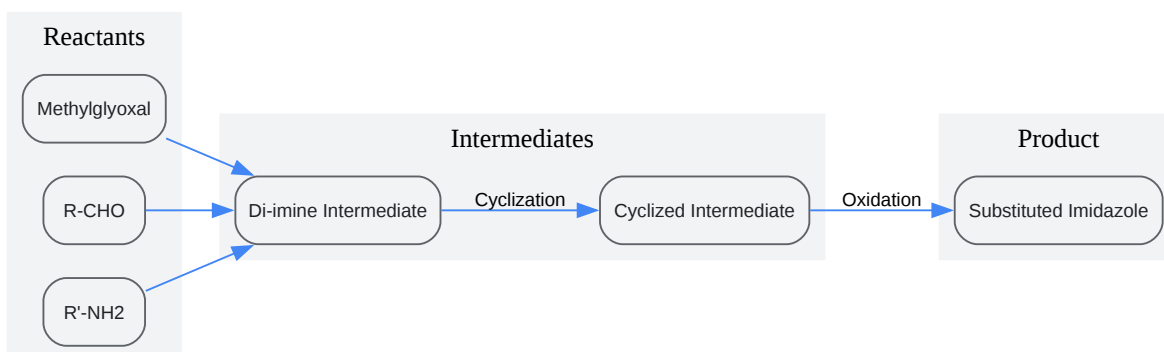 Reactants
Methylglyoxal
R-CHO
R'-NH2
Intermediates
Di-imine Intermediate
Cyclization
Cyclized Intermediate
Oxidation
Product
Substituted Imidazole